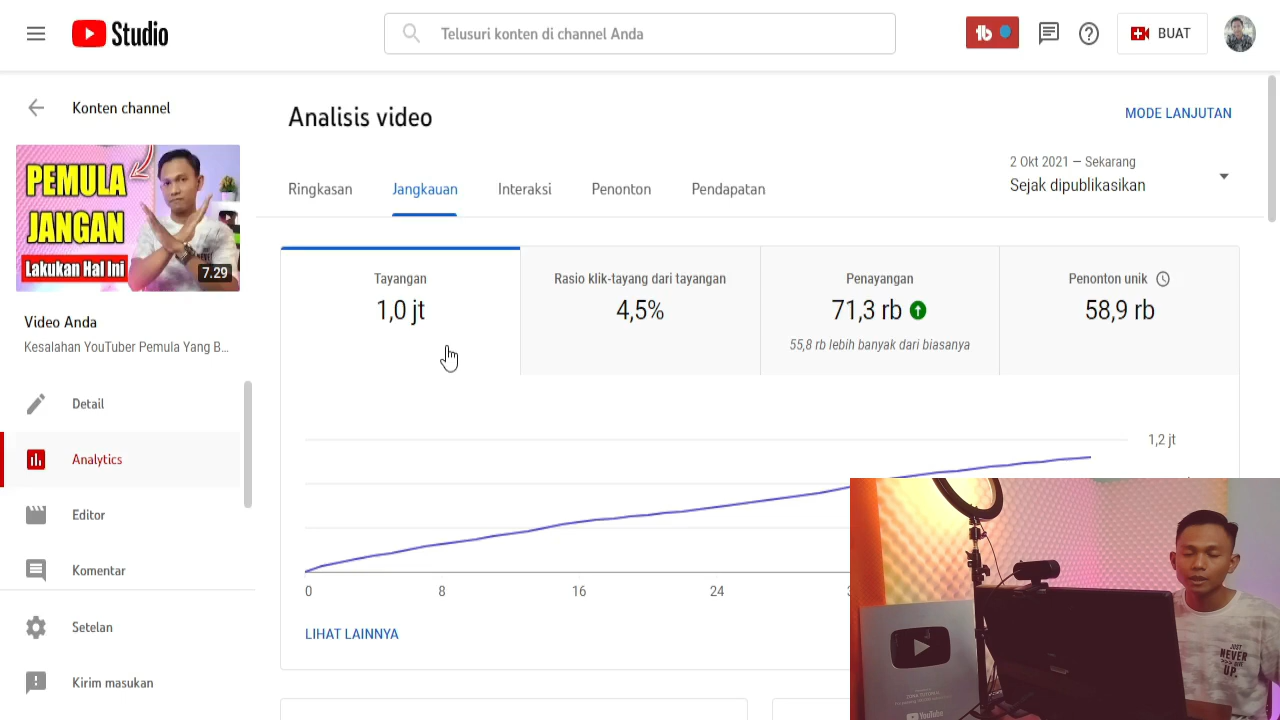 Studio
Telusuri konten di channel Anda
BUAT
Konten channel
PEMULA
JANGAN
Lakukan Hal Ini
7.29
Video Anda
Kesalahan YouTuber Pemula Yang B...
Detail
Analytics
Editor
Komentar
Setelan
Kirim masukan
Analisis video
MODE LANJUTAN
Ringkasan
Jangkauan
Interaksi
Penonton
Pendapatan
2 Okt 2021 — Sekarang
Sejak dipublikasikan
Tayangan
1,0 jt
Rasio klik-tayang dari tayangan
4,5%
Penayangan
71,3 rb
55,8 rb lebih banyak dari biasanya
Penonton unik
58,9 rb
1,2 jt
0
8
16
24
LIHAT LAINNYA
JUST
NEVER
UP.
YouTube